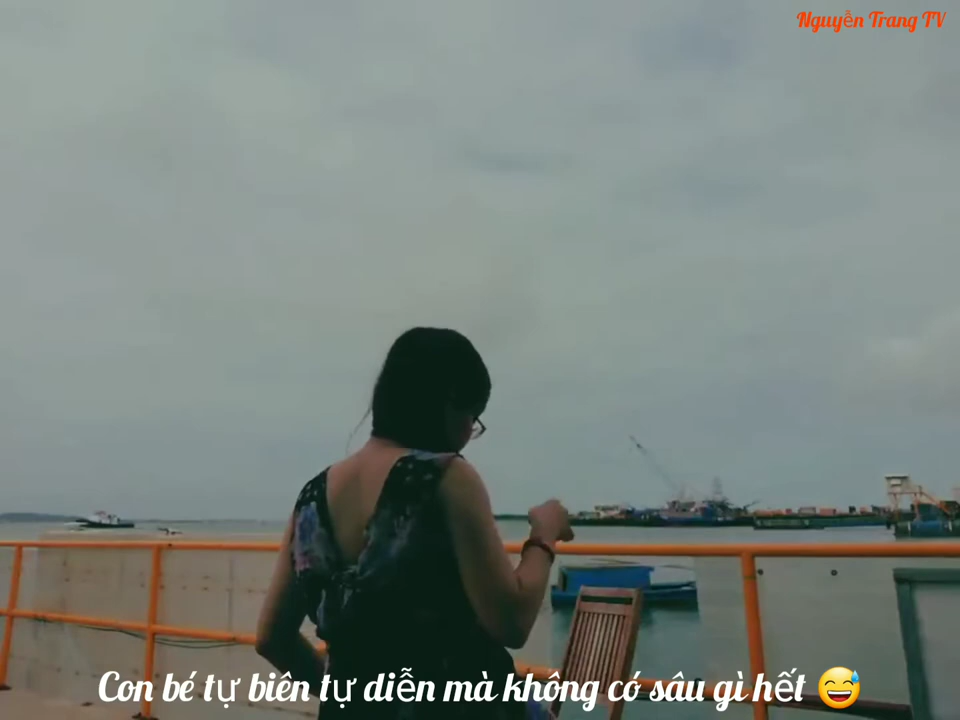 Nguyễn Trang TV
Con bé tự biên tự diễn mà không có sâu gì hết 😅